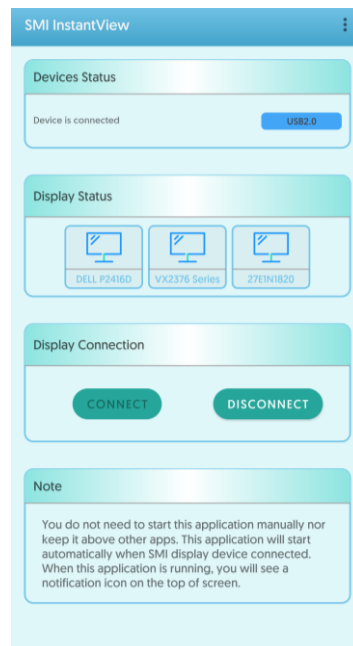 SMI InstantView
Devices Status
Device is connected
USB2.0
Display Status
DELL P2416D
VX2376 Series
27E1N1820
Display Connection
CONNECT
DISCONNECT
Note
You do not need to start this application manually nor
keep it above other apps. This application will start
automatically when SMI display device connected.
When this application is running, you will see a
notification icon on the top of screen.